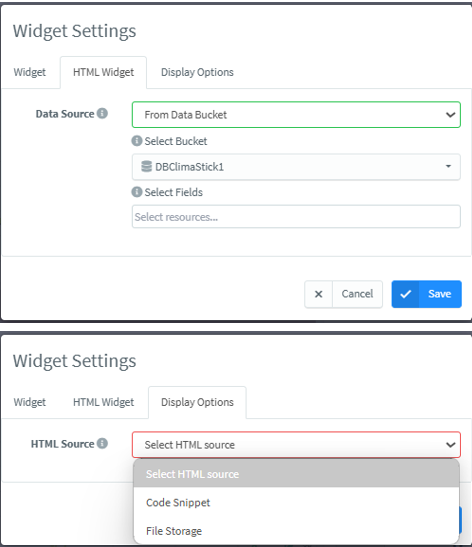 Widget Settings
Widget HTML Widget Display Options
Data Source From Data Bucket
Select Bucket
DBClimaStick1
Select Fields
Select resources...
Cancel Save
Widget Settings
Widget HTML Widget Display Options
HTML Source Select HTML source
Select HTML source
Code Snippet
File Storage